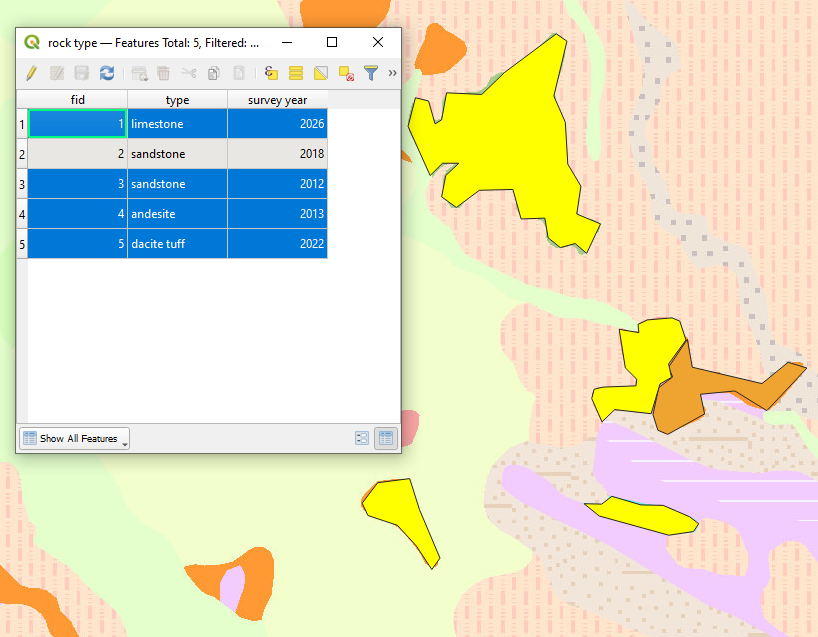 rock type — Features Total: 5, Filtered: ...
fid type survey year
1 1 limestone 2026
2 2 sandstone 2018
3 3 sandstone 2012
4 4 andesite 2013
5 5 dacite tuff 2022
Show All Features